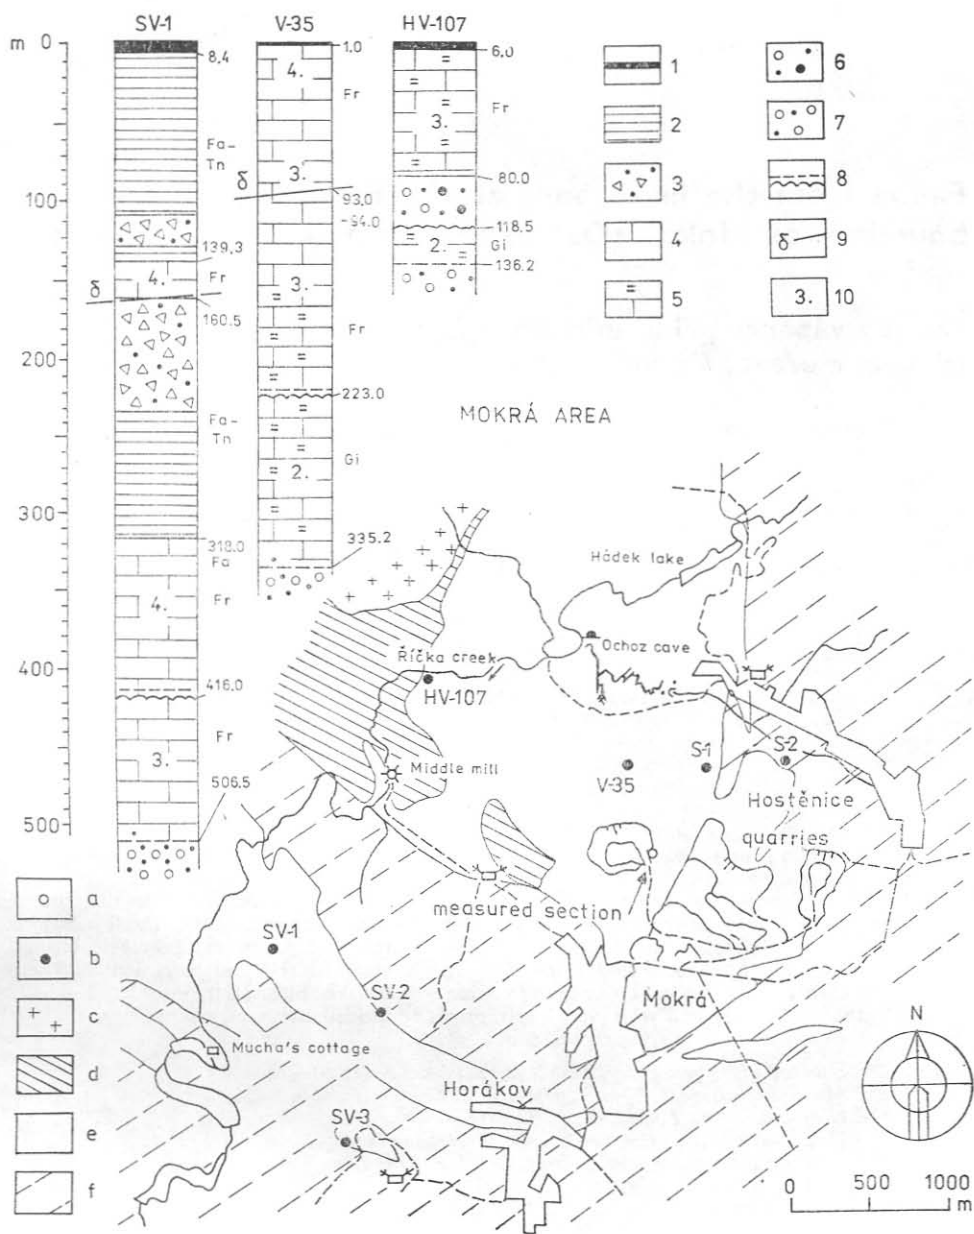 SV-1
V-35
HV-107
m 0
100
200
300
400
500
8,4
Fa-
Tn
139.3
4.
Fr
δ
160.5
Fa-
Tn
318.0
Fa
4.
Fr
416.0
3.
Fr
506.5
1.0
4.
Fr
3.
δ
93.0
-94.0
3.
Fr
223.0
2.
Gi
335.2
6.0
3.
Fr
80.0
118.5
2.
Gi
136.2
1
2
3
4
5
6
7
8
δ 9
3. 10
MOKRÁ AREA
Hádek lake
Říčka creek
Ochoz cave
HV-107
Middle mill
V-35
S-1
S-2
Hostěnice
quarries
measured section
SV-1
SV-2
Mokrá
Mucha's cottage
Horákov
SV-3
N
0 500 1000
m
a
b
c
d
e
f